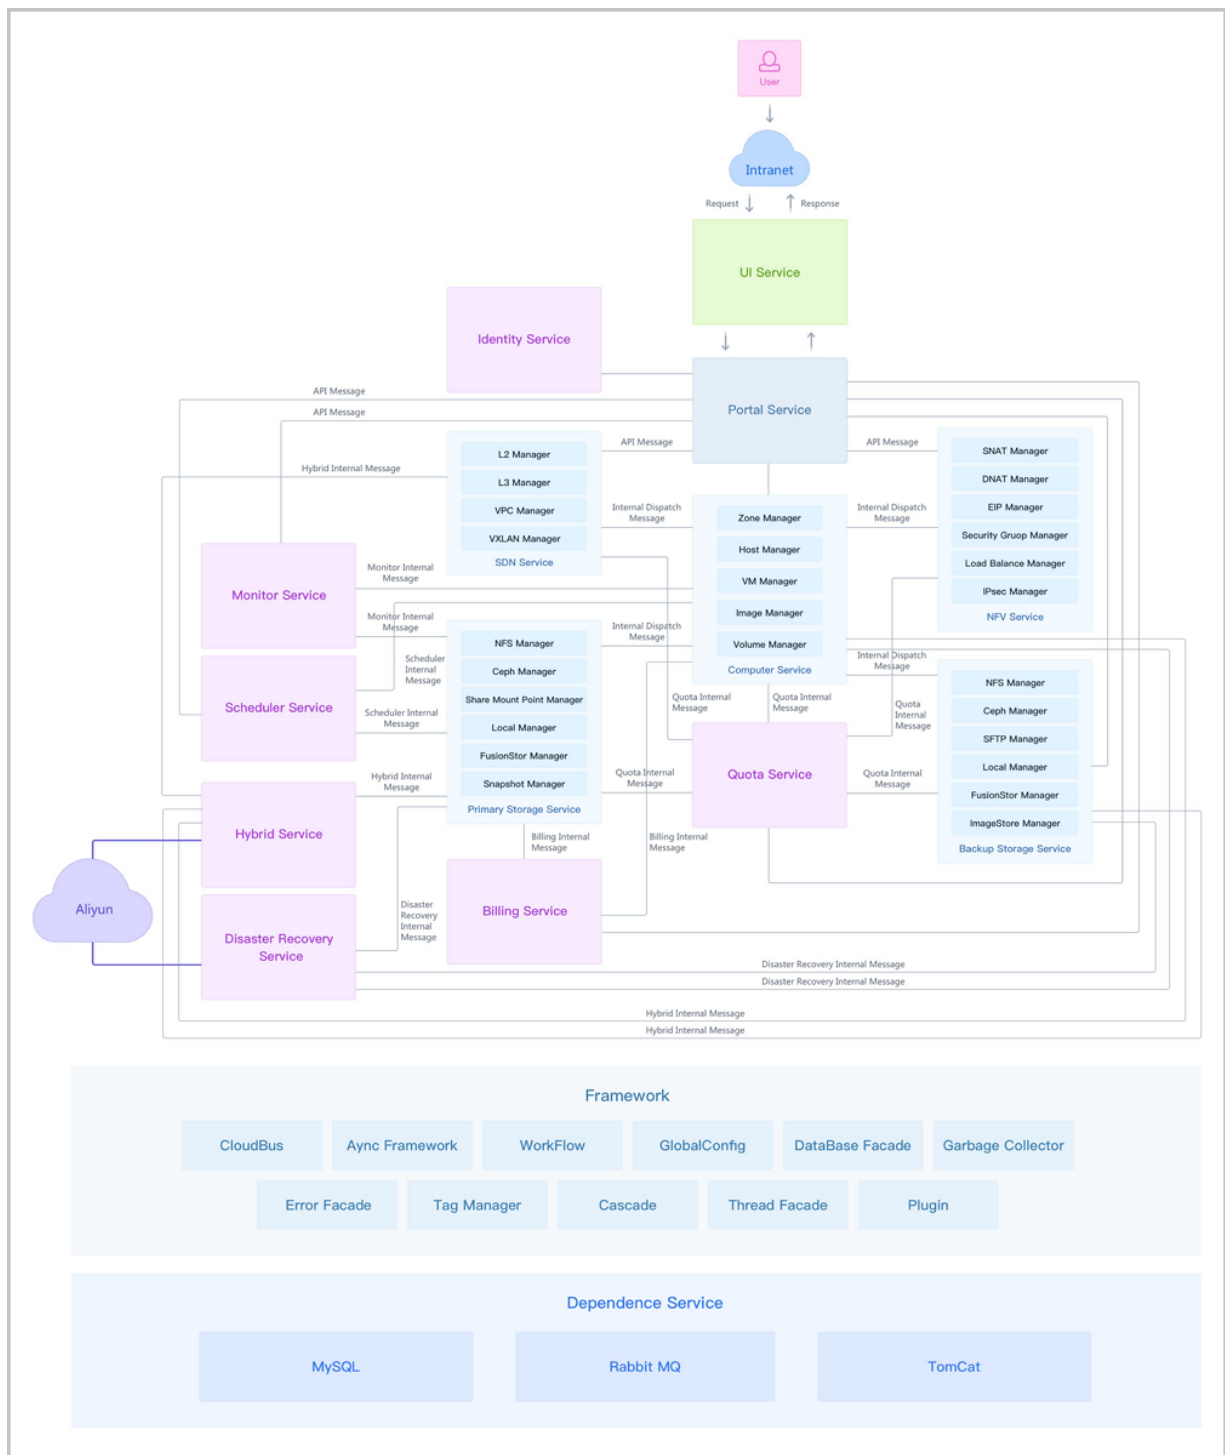 User
Intranet
Request
Response
UI Service
Identity Service
Portal Service
API Message
API Message
API Message
API Message
Hybrid Internal Message
L2 Manager
L3 Manager
VPC Manager
VXLAN Manager
SDN Service
Internal Dispatch
Message
Zone Manager
Host Manager
VM Manager
Image Manager
Volume Manager
Computer Service
Internal Dispatch
Message
SNAT Manager
DNAT Manager
EIP Manager
Security Gruop Manager
Load Balance Manager
IPsec Manager
NFV Service
Monitor Service
Monitor Internal
Message
Monitor Internal
Message
Scheduler Service
Scheduler
Internal
Message
Scheduler Internal
Message
NFS Manager
Ceph Manager
Share Mount Point Manager
Local Manager
FusionStor Manager
Snapshot Manager
Primary Storage Service
Internal Dispatch
Message
Internal Dispatch
Message
Quota Internal
Message
Quota Internal
Message
Quota
Internal
Message
Quota Service
Quota Internal
Message
Quota Internal
Message
NFS Manager
Ceph Manager
SFTP Manager
Local Manager
FusionStor Manager
ImageStore Manager
Backup Storage Service
Hybrid Service
Hybrid Internal
Message
Billing Internal
Message
Billing Internal
Message
Billing Service
Aliyun
Disaster Recovery
Service
Disaster
Recovery
Internal
Message
Disaster Recovery Internal Message
Disaster Recovery Internal Message
Hybrid Internal Message
Hybrid Internal Message
Framework
CloudBus
Aync Framework
WorkFlow
GlobalConfig
DataBase Facade
Garbage Collector
Error Facade
Tag Manager
Cascade
Thread Facade
Plugin
Dependence Service
MySQL
Rabbit MQ
TomCat